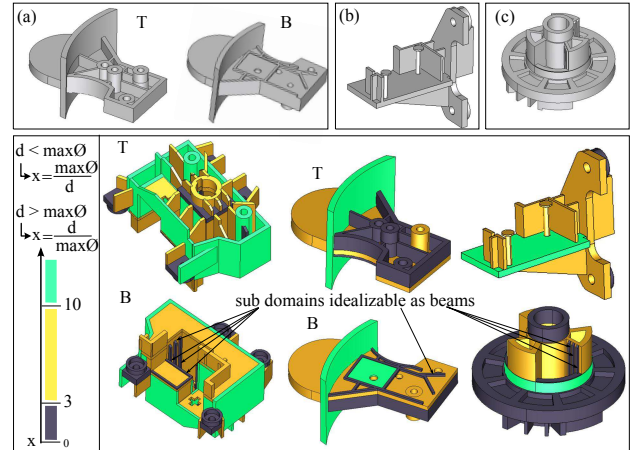 (a) T B (b) (c)
d < maxØ
x = maxØ / d
d > maxØ
x = d / maxØ
10
3
x 0
T T
sub domains idealizable as beams
B B